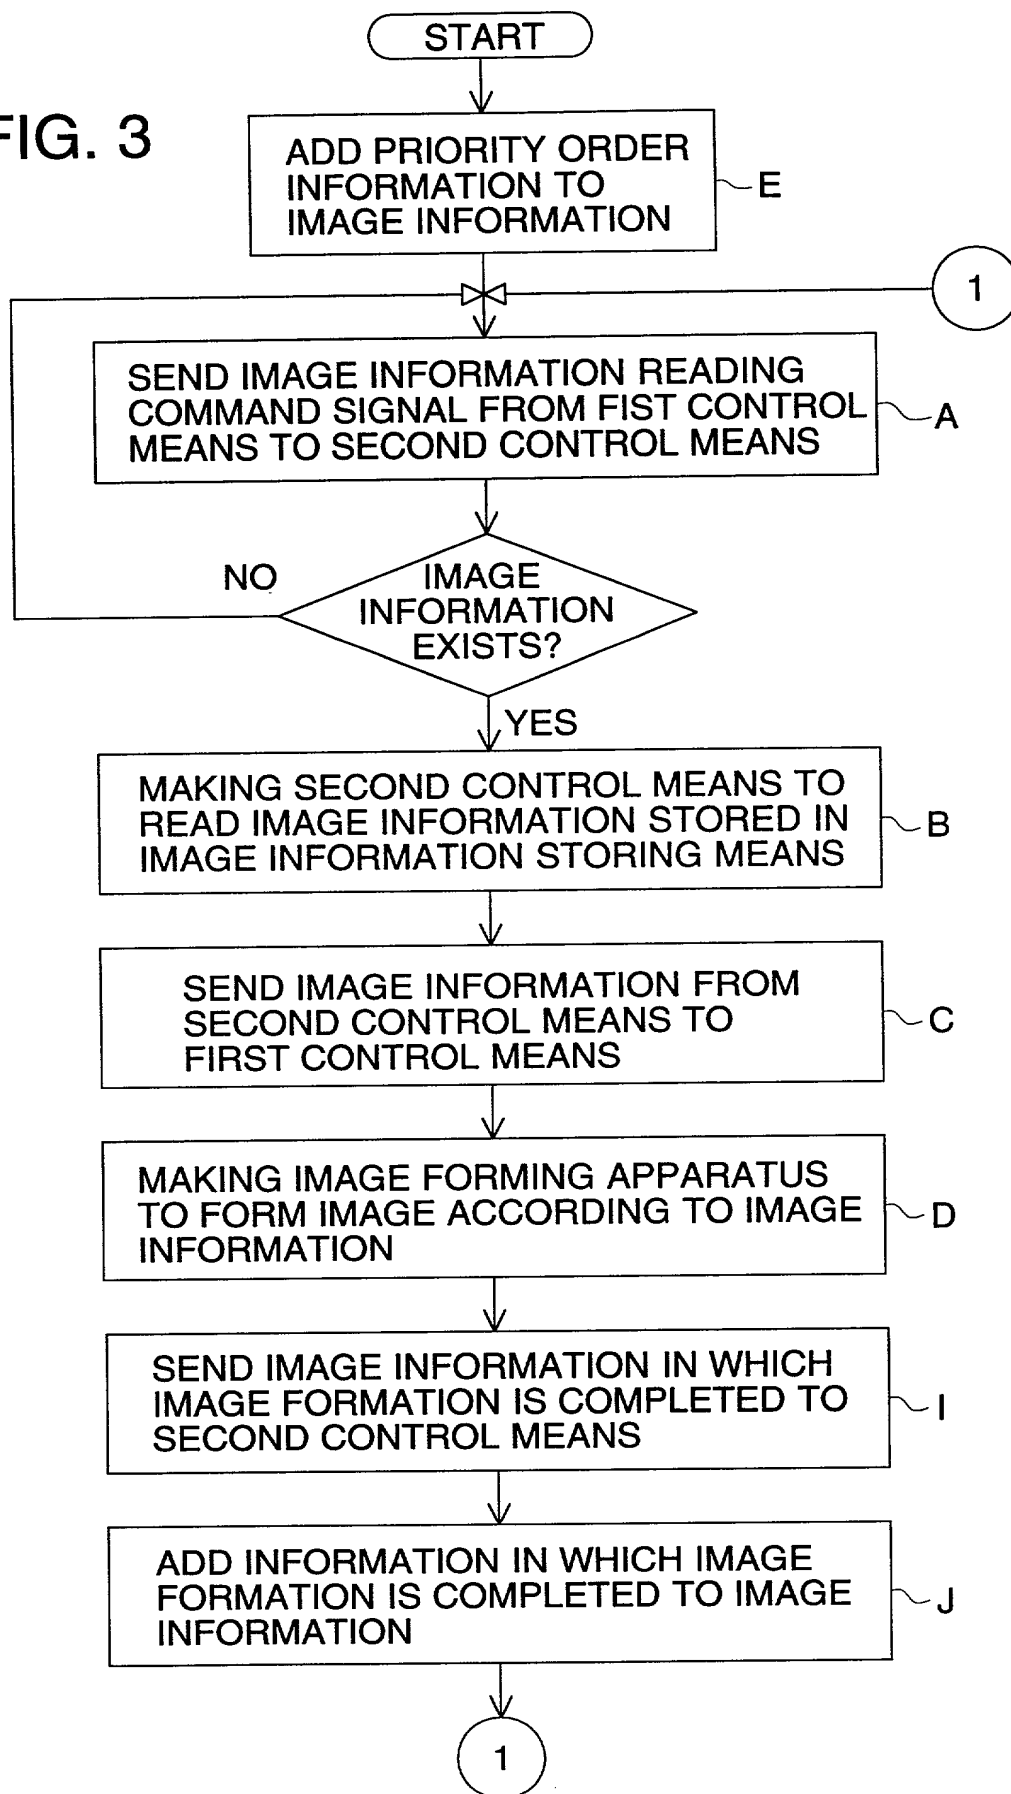 START
FIG. 3
ADD PRIORITY ORDER
INFORMATION TO
IMAGE INFORMATION
E
1
SEND IMAGE INFORMATION READING
COMMAND SIGNAL FROM FIST CONTROL
MEANS TO SECOND CONTROL MEANS
A
NO
IMAGE
INFORMATION
EXISTS?
YES
MAKING SECOND CONTROL MEANS TO
READ IMAGE INFORMATION STORED IN
IMAGE INFORMATION STORING MEANS
B
SEND IMAGE INFORMATION FROM
SECOND CONTROL MEANS TO
FIRST CONTROL MEANS
C
MAKING IMAGE FORMING APPARATUS
TO FORM IMAGE ACCORDING TO IMAGE
INFORMATION
D
SEND IMAGE INFORMATION IN WHICH
IMAGE FORMATION IS COMPLETED TO
SECOND CONTROL MEANS
I
ADD INFORMATION IN WHICH IMAGE
FORMATION IS COMPLETED TO IMAGE
INFORMATION
J
1